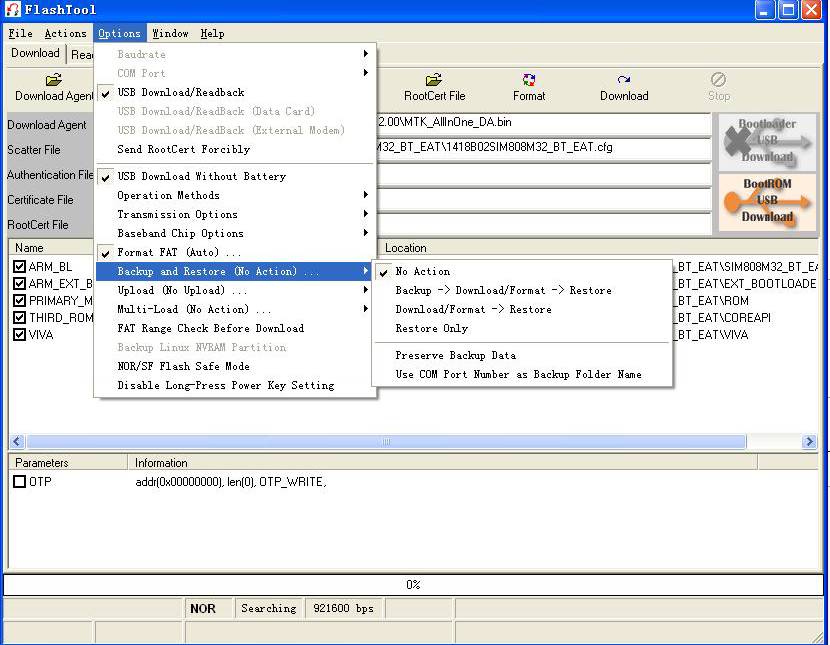 FlashTool
File Actions Options Window Help
Download
Download Agent RootCert File Format Download Stop
Baudrate
COM Port
USB Download/Readback
USB Download/ReadBack (Data Card)
USB Download/ReadBack (External Modem)
Send RootCert Forcibly
USB Download Without Battery
Operation Methods
Transmission Options
Baseband Chip Options
Format FAT (Auto) ...
Backup and Restore (No Action) ...
Upload (No Upload) ...
Multi-Load (No Action) ...
FAT Range Check Before Download
Backup Linux NVRAM Partition
NOR/SF Flash Safe Mode
Disable Long-Press Power Key Setting
No Action
Backup -> Download/Format -> Restore
Download/Format -> Restore
Restore Only
Preserve Backup Data
Use COM Port Number as Backup Folder Name
Download Agent 2.00\MTK_AllInOne_DA.bin
Scatter File M32_BT_EAT\1418B02SIM808M32_BT_EAT.cfg
Authentication File
Certificate File
RootCert File
Bootloader
USB
Download
BootROM
USB
Download
Name Location
ARM_BL _BT_EAT\SIM808M32_BT_EA
ARM_EXT_B _BT_EAT\EXT_BOOTLOADE
PRIMARY_M _BT_EAT\ROM
THIRD_ROM _BT_EAT\COREAPI
VIVA _BT_EAT\VIVA
Parameters Information
OTP addr(0x00000000), len(0), OTP_WRITE,
0%
NOR Searching 921600 bps